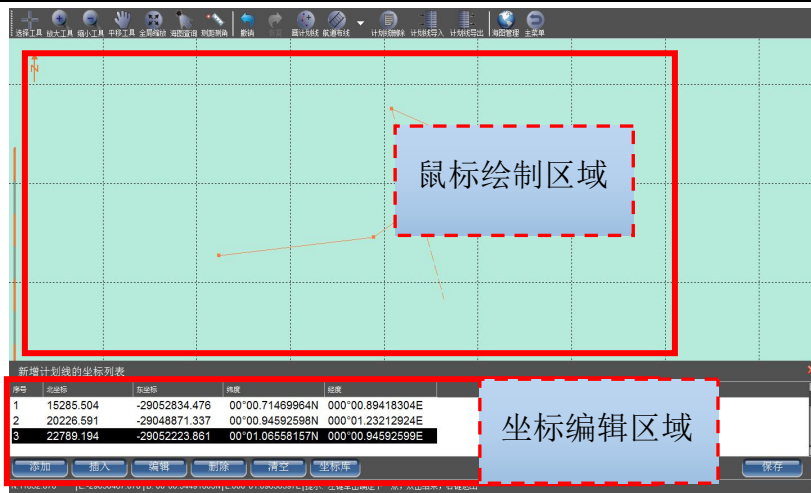 选择工具 放大工具 缩小工具 平移工具 全局缩放 海图查询 测距测角 撤销 恢复 画计划线 航道布线 计划线删除 计划线导入 计划线导出 海图管理 主菜单
N
鼠标绘制区域
新增计划线的坐标列表
序号 北坐标 东坐标 纬度 经度
1 15285.504 -29052834.476 00°00.71469964N 000°00.89418304E
2 20226.591 -29048871.337 00°00.94592598N 000°01.23212924E
3 22789.194 -29052223.861 00°01.06558157N 000°00.94592599E
坐标编辑区域
添加 插入 编辑 删除 清空 坐标库 保存